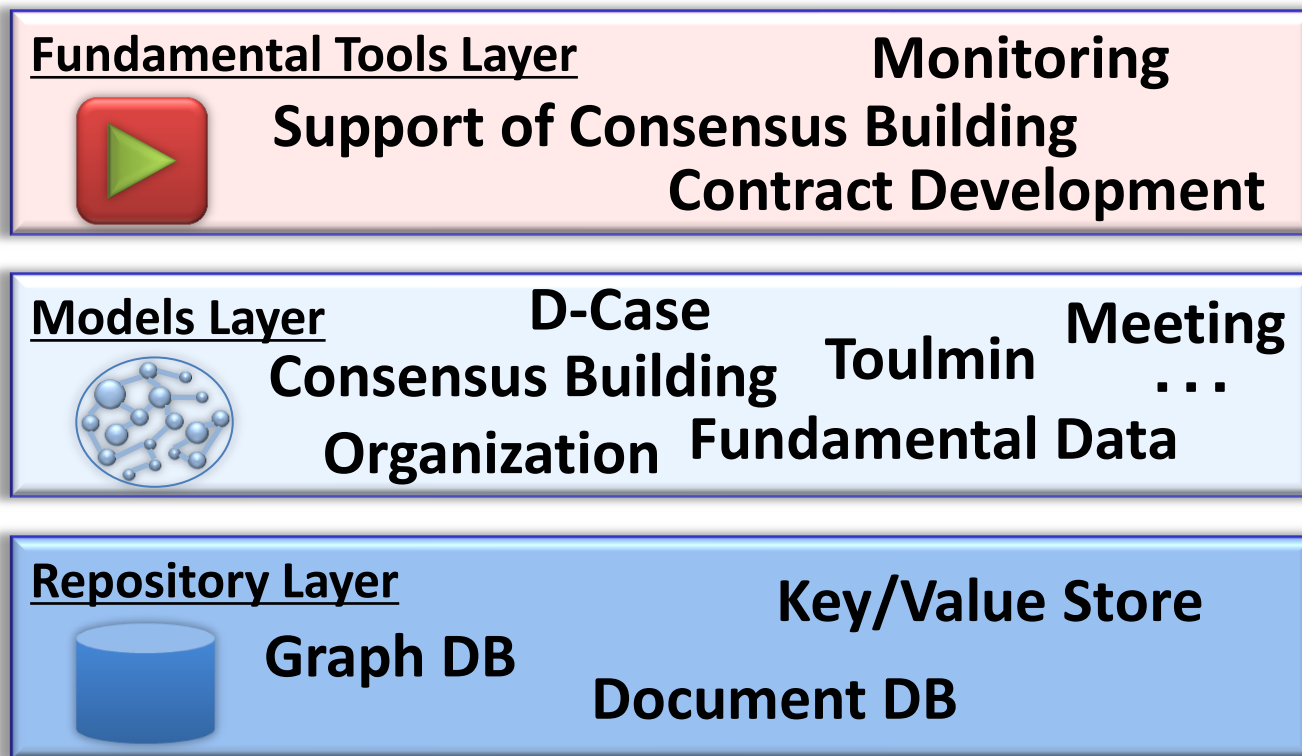 Fundamental Tools Layer
Monitoring
Support of Consensus Building
Contract Development
Models Layer
D-Case
Meeting
Toulmin
...
Consensus Building
Organization
Fundamental Data
Repository Layer
Key/Value Store
Graph DB
Document DB